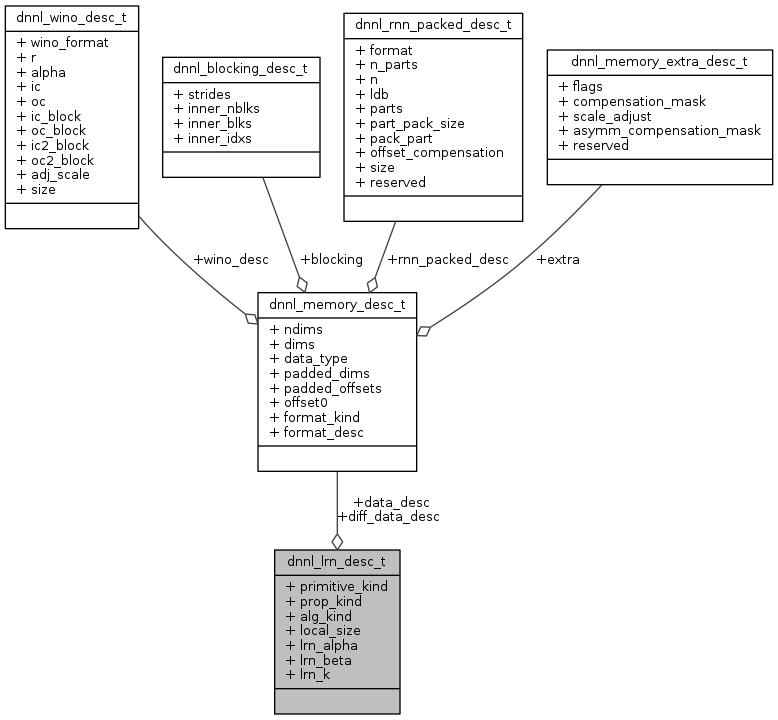 dnnl_wino_desc_t
+ wino_format
+ r
+ alpha
+ ic
+ oc
+ ic_block
+ oc_block
+ ic2_block
+ oc2_block
+ adj_scale
+ size
dnnl_blocking_desc_t
+ strides
+ inner_nblks
+ inner_blks
+ inner_idxs
dnnl_rnn_packed_desc_t
+ format
+ n_parts
+ n
+ ldb
+ parts
+ part_pack_size
+ pack_part
+ offset_compensation
+ size
+ reserved
dnnl_memory_extra_desc_t
+ flags
+ compensation_mask
+ scale_adjust
+ asymm_compensation_mask
+ reserved
+wino_desc
+blocking
+rnn_packed_desc
+extra
dnnl_memory_desc_t
+ ndims
+ dims
+ data_type
+ padded_dims
+ padded_offsets
+ offset0
+ format_kind
+ format_desc
+data_desc
+diff_data_desc
dnnl_lrn_desc_t
+ primitive_kind
+ prop_kind
+ alg_kind
+ local_size
+ lrn_alpha
+ lrn_beta
+ lrn_k